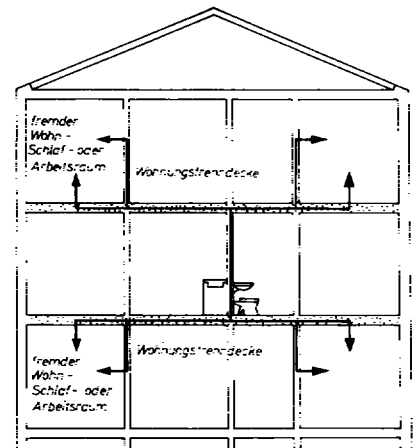 fremder
Wohn-
Schlaf- oder
Arbeitsraum
Wohnungstrenndecke
Wohnungstrenndecke
fremder
Wohn-
Schlaf- oder
Arbeitsraum